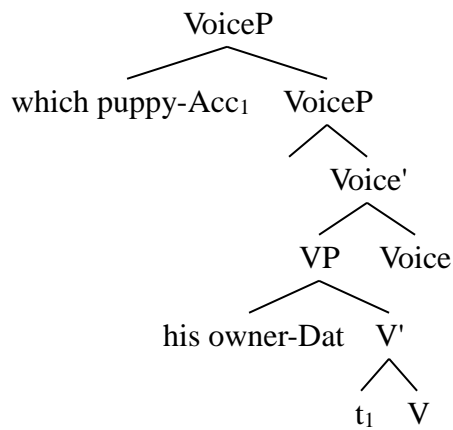 VoiceP
which puppy-Acc₁ VoiceP
Voice'
VP Voice
his owner-Dat V'
t₁ V